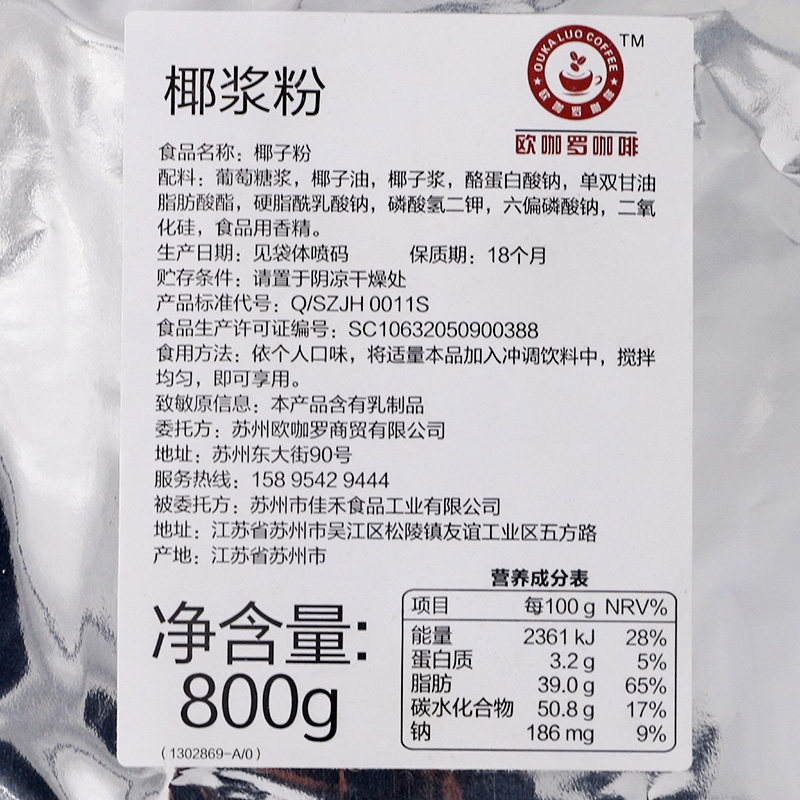 椰浆粉
OUKA LUO COFFEE
欧咖罗咖啡
TM
欧咖罗咖啡
食品名称：椰子粉
配料：葡萄糖浆，椰子油，椰子浆，酪蛋白酸钠，单双甘油
脂肪酸酯，硬脂酰乳酸钠，磷酸氢二钾，六偏磷酸钠，二氧
化硅，食品用香精。
生产日期：见袋体喷码 保质期：18个月
贮存条件：请置于阴凉干燥处
产品标准代号：Q/SZJH 0011S
食品生产许可证编号：SC10632050900388
食用方法：依个人口味，将适量本品加入冲调饮料中，搅拌
均匀，即可享用。
致敏原信息：本产品含有乳制品
委托方：苏州欧咖罗商贸有限公司
地址：苏州东大街90号
服务热线：158 9542 9444
被委托方：苏州市佳禾食品工业有限公司
地址：江苏省苏州市吴江区松陵镇友谊工业区五方路
产地：江苏省苏州市
净含量：
800g
(1302869-A/0)
营养成分表
项目 每100g NRV%
能量 2361 kJ 28%
蛋白质 3.2 g 5%
脂肪 39.0 g 65%
碳水化合物 50.8 g 17%
钠 186 mg 9%